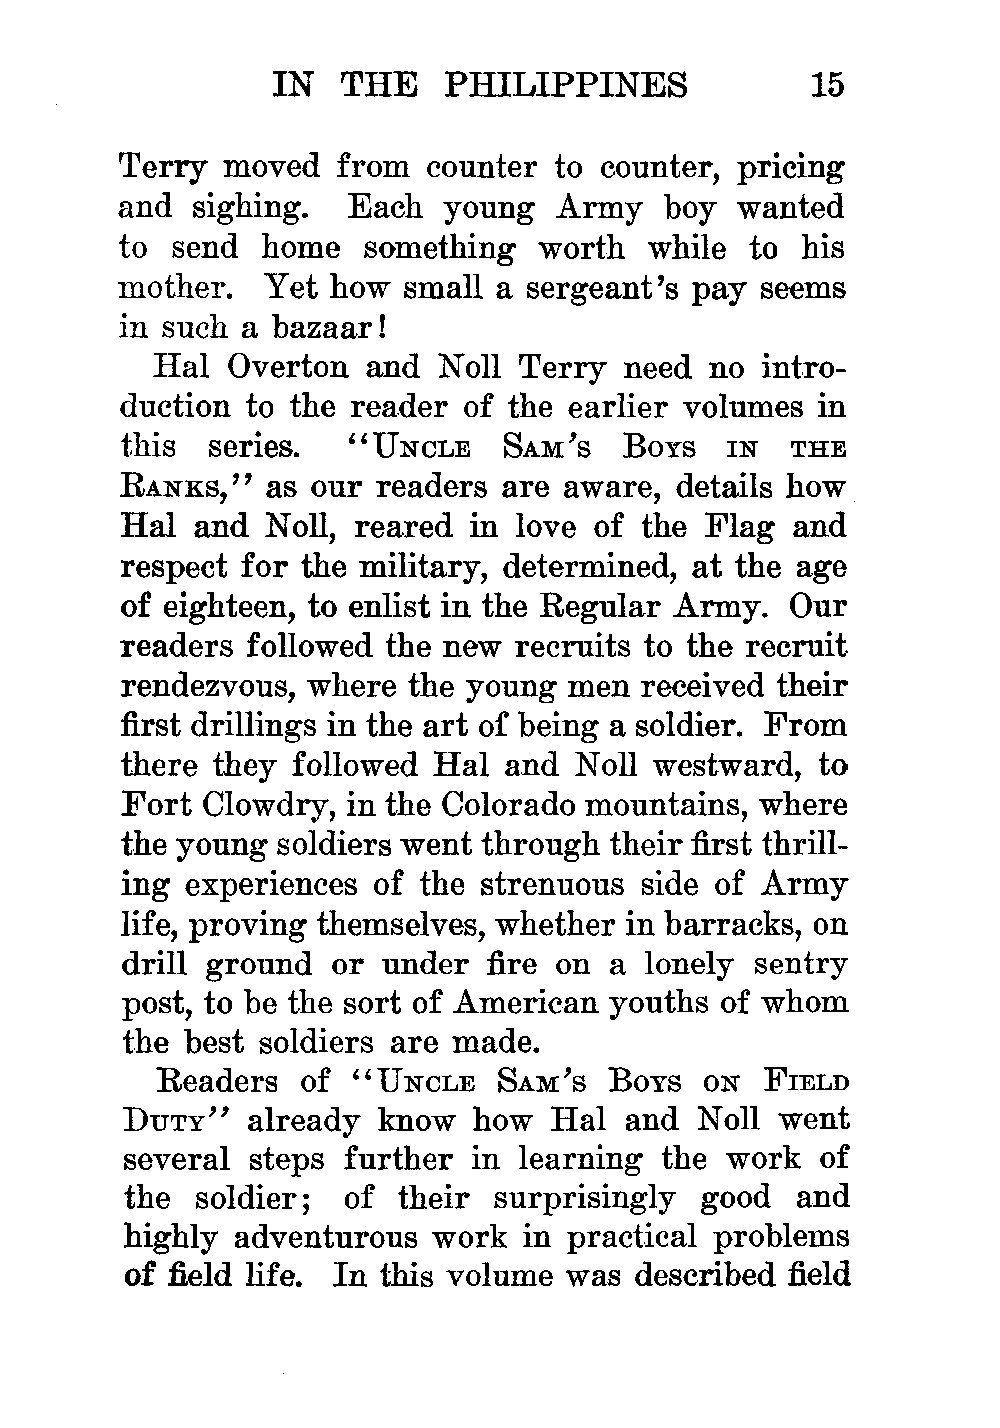 IN THE PHILIPPINES 15
Terry moved from counter to counter, pricing
and sighing. Each young Army boy wanted
to send home something worth while to his
mother. Yet how small a sergeant's pay seems
in such a bazaar!
Hal Overton and Noll Terry need no intro-
duction to the reader of the earlier volumes in
this series. "UNCLE SAM'S BOYS IN THE
RANKS," as our readers are aware, details how
Hal and Noll, reared in love of the Flag and
respect for the military, determined, at the age
of eighteen, to enlist in the Regular Army. Our
readers followed the new recruits to the recruit
rendezvous, where the young men received their
first drillings in the art of being a soldier. From
there they followed Hal and Noll westward, to
Fort Clowdry, in the Colorado mountains, where
the young soldiers went through their first thrill-
ing experiences of the strenuous side of Army
life, proving themselves, whether in barracks, on
drill ground or under fire on a lonely sentry
post, to be the sort of American youths of whom
the best soldiers are made.
Readers of "UNCLE SAM'S BOYS ON FIELD
DUTY" already know how Hal and Noll went
several steps further in learning the work of
the soldier; of their surprisingly good and
highly adventurous work in practical problems
of field life. In this volume was described field